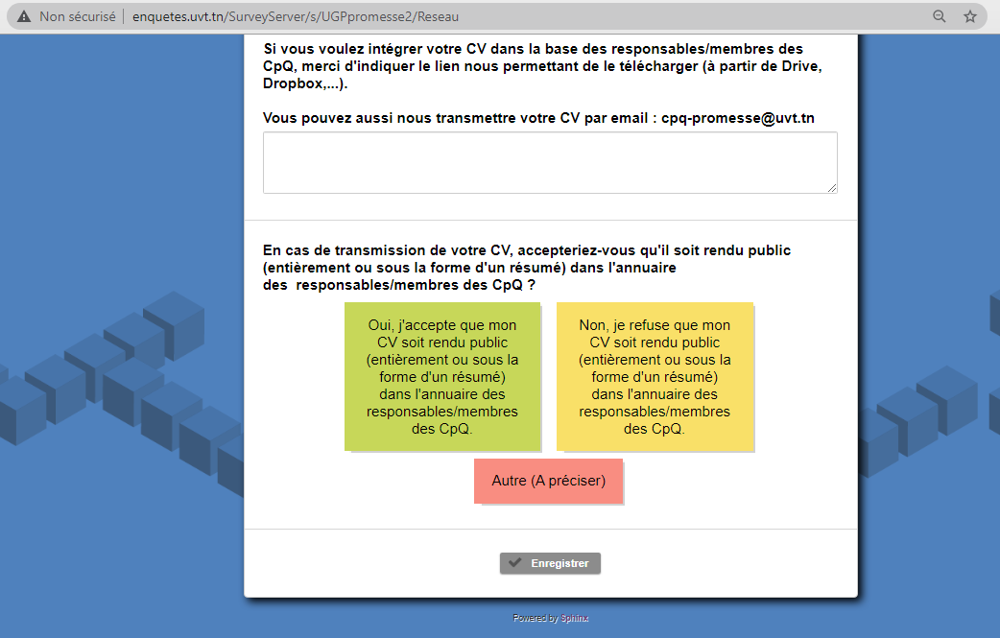 Non sécurisé | enquetes.uvt.tn/SurveyServer/s/UGPpromesse2/Reseau
Si vous voulez intégrer votre CV dans la base des responsables/membres des
CpQ, merci d'indiquer le lien nous permettant de le télécharger (à partir de Drive,
Dropbox,...).
Vous pouvez aussi nous transmettre votre CV par email : cpq-promesse@uvt.tn
En cas de transmission de votre CV, accepteriez-vous qu'il soit rendu public
(entièrement ou sous la forme d'un résumé) dans l'annuaire
des  responsables/membres des CpQ ?
Oui, j'accepte que mon
CV soit rendu public
(entièrement ou sous la
forme d'un résumé)
dans l'annuaire des
responsables/membres
des CpQ.
Non, je refuse que mon
CV soit rendu public
(entièrement ou sous la
forme d'un résumé)
dans l'annuaire des
responsables/membres
des CpQ.
Autre (A préciser)
Enregistrer
Powered by Sphinx